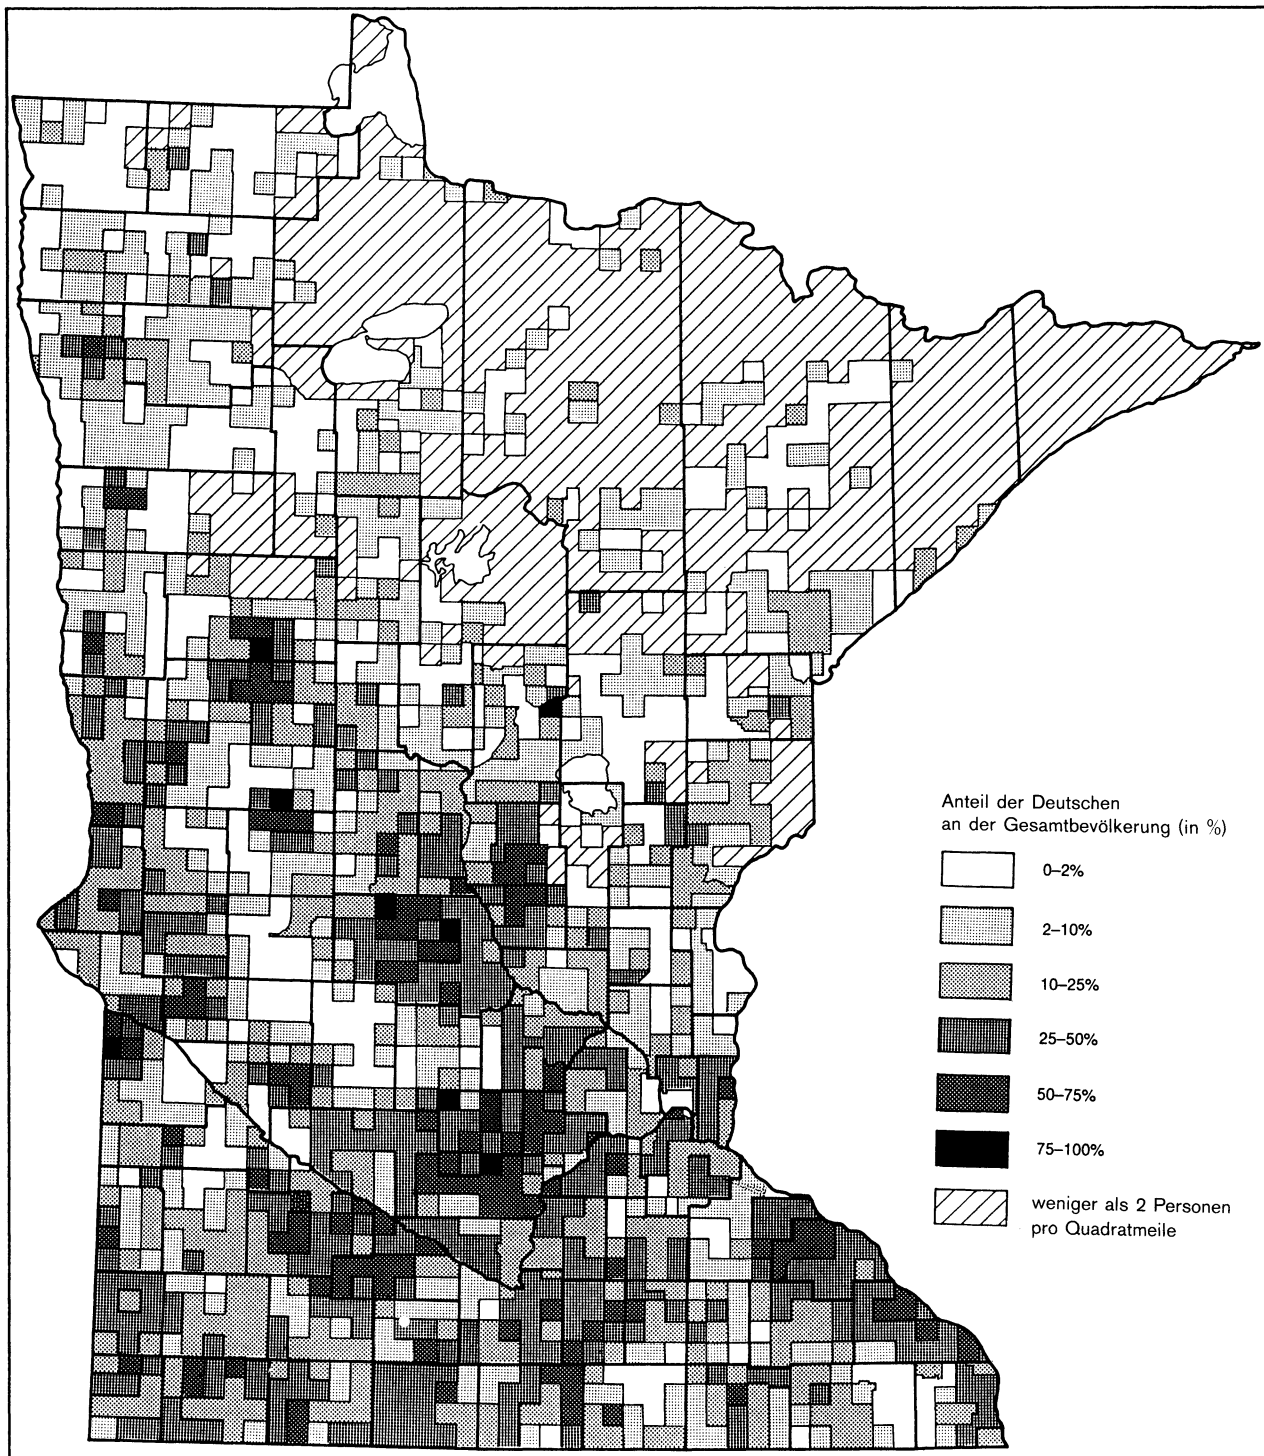 Anteil der Deutschen
an der Gesamtbevölkerung (in %)
0–2%
2–10%
10–25%
25–50%
50–75%
75–100%
weniger als 2 Personen
pro Quadratmeile